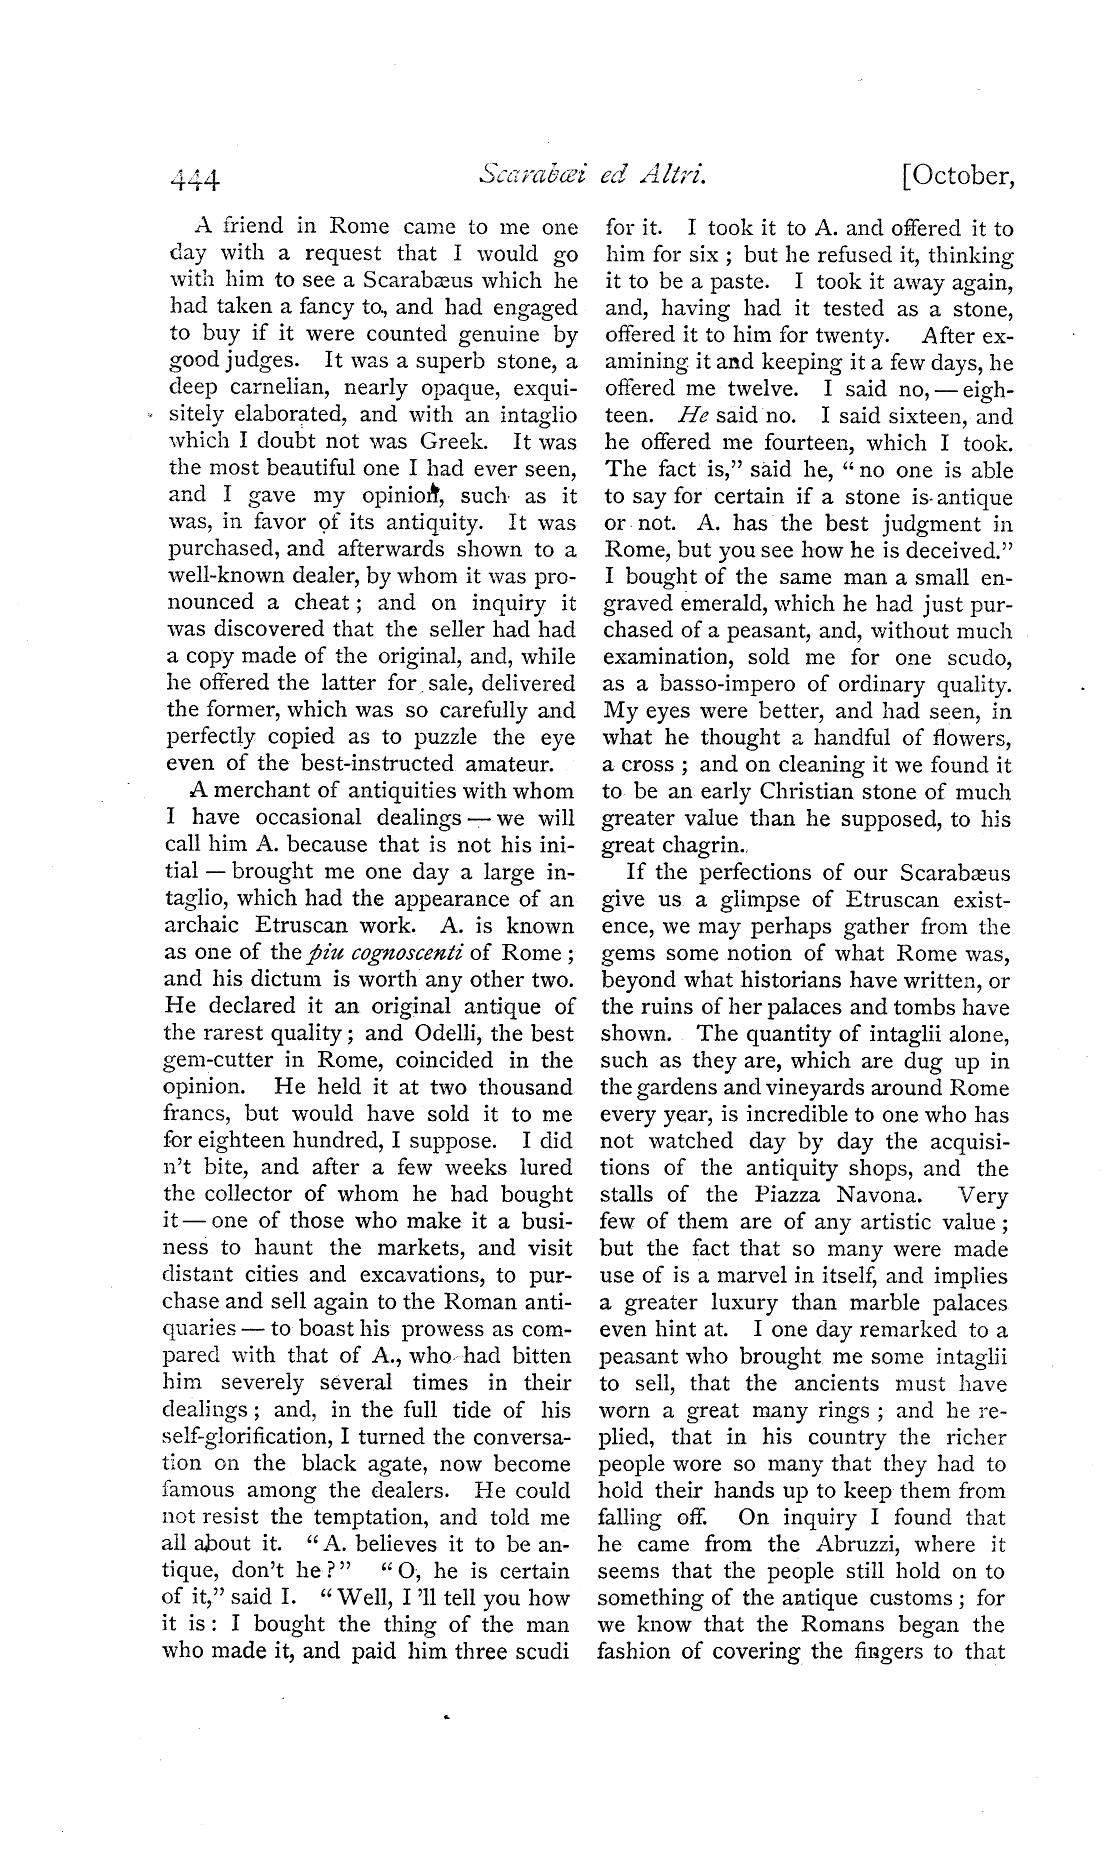 444
Scarabæi ed Altri.
[October,
A friend in Rome came to me one
day with a request that I would go
with him to see a Scarabæus which he
had taken a fancy to, and had engaged
to buy if it were counted genuine by
good judges. It was a superb stone, a
deep carnelian, nearly opaque, exqui-
sitely elaborated, and with an intaglio
which I doubt not was Greek. It was
the most beautiful one I had ever seen,
and I gave my opinion, such as it
was, in favor of its antiquity. It was
purchased, and afterwards shown to a
well-known dealer, by whom it was pro-
nounced a cheat; and on inquiry it
was discovered that the seller had had
a copy made of the original, and, while
he offered the latter for sale, delivered
the former, which was so carefully and
perfectly copied as to puzzle the eye
even of the best-instructed amateur.
A merchant of antiquities with whom
I have occasional dealings — we will
call him A. because that is not his ini-
tial — brought me one day a large in-
taglio, which had the appearance of an
archaic Etruscan work. A. is known
as one of the piu cognoscenti of Rome;
and his dictum is worth any other two.
He declared it an original antique of
the rarest quality; and Odelli, the best
gem-cutter in Rome, coincided in the
opinion. He held it at two thousand
francs, but would have sold it to me
for eighteen hundred, I suppose. I did
n't bite, and after a few weeks lured
the collector of whom he had bought
it — one of those who make it a busi-
ness to haunt the markets, and visit
distant cities and excavations, to pur-
chase and sell again to the Roman anti-
quaries — to boast his prowess as com-
pared with that of A., who had bitten
him severely several times in their
dealings; and, in the full tide of his
self-glorification, I turned the conversa-
tion on the black agate, now become
famous among the dealers. He could
not resist the temptation, and told me
all about it. "A. believes it to be an-
tique, don't he?" "O, he is certain
of it," said I. "Well, I 'll tell you how
it is: I bought the thing of the man
who made it, and paid him three scudi
for it. I took it to A. and offered it to
him for six; but he refused it, thinking
it to be a paste. I took it away again,
and, having had it tested as a stone,
offered it to him for twenty. After ex-
amining it and keeping it a few days, he
offered me twelve. I said no, — eigh-
teen. He said no. I said sixteen, and
he offered me fourteen, which I took.
The fact is," said he, "no one is able
to say for certain if a stone is antique
or not. A. has the best judgment in
Rome, but you see how he is deceived."
I bought of the same man a small en-
graved emerald, which he had just pur-
chased of a peasant, and, without much
examination, sold me for one scudo,
as a basso-impero of ordinary quality.
My eyes were better, and had seen, in
what he thought a handful of flowers,
a cross; and on cleaning it we found it
to be an early Christian stone of much
greater value than he supposed, to his
great chagrin.
If the perfections of our Scarabæus
give us a glimpse of Etruscan exist-
ence, we may perhaps gather from the
gems some notion of what Rome was,
beyond what historians have written, or
the ruins of her palaces and tombs have
shown. The quantity of intaglii alone,
such as they are, which are dug up in
the gardens and vineyards around Rome
every year, is incredible to one who has
not watched day by day the acquisi-
tions of the antiquity shops, and the
stalls of the Piazza Navona. Very
few of them are of any artistic value;
but the fact that so many were made
use of is a marvel in itself, and implies
a greater luxury than marble palaces
even hint at. I one day remarked to a
peasant who brought me some intaglii
to sell, that the ancients must have
worn a great many rings; and he re-
plied, that in his country the richer
people wore so many that they had to
hold their hands up to keep them from
falling off. On inquiry I found that
he came from the Abruzzi, where it
seems that the people still hold on to
something of the antique customs; for
we know that the Romans began the
fashion of covering the fingers to that